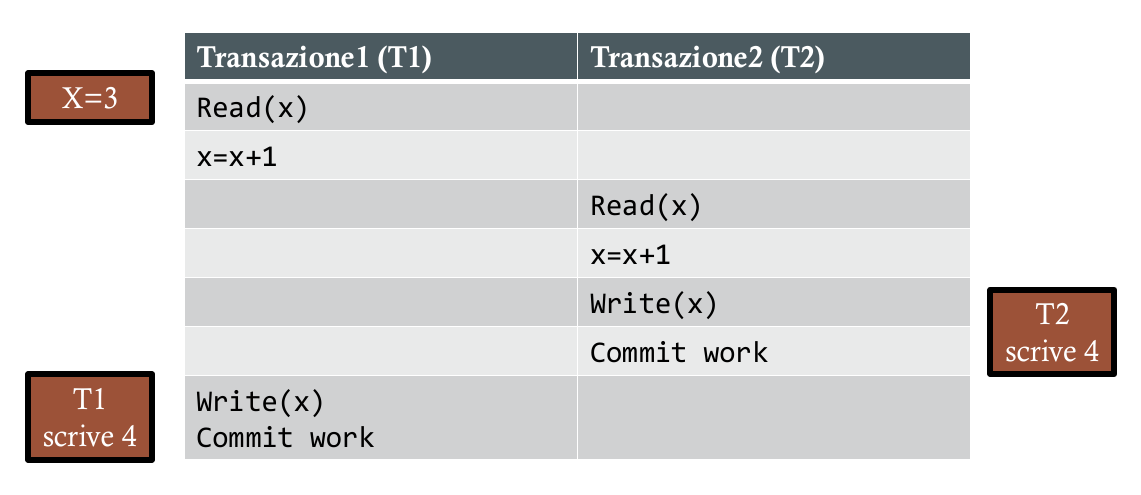 Transazione1 (T1)
Transazione2 (T2)
X=3
Read(x)
x=x+1
Read(x)
x=x+1
Write(x)
T2
scrive 4
Commit work
T1
scrive 4
Write(x)
Commit work